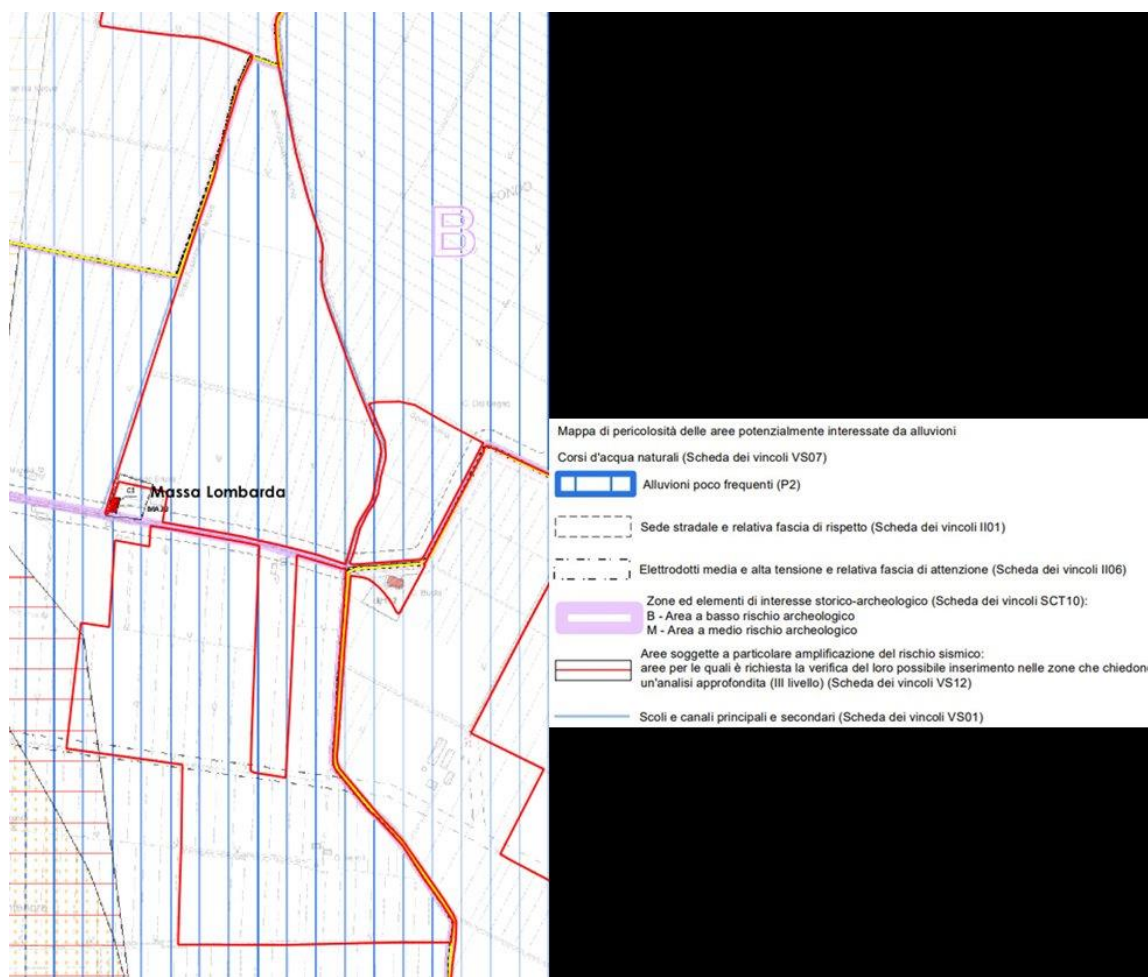 FONDO
B
C3
Massa Lombarda
Mappa di pericolosità delle aree potenzialmente interessate da alluvioni
Corsi d'acqua naturali (Scheda dei vincoli VS07)
Alluvioni poco frequenti (P2)
Sede stradale e relativa fascia di rispetto (Scheda dei vincoli II01)
Elettrodotti media e alta tensione e relativa fascia di attenzione (Scheda dei vincoli II06)
Zone ed elementi di interesse storico-archeologico (Scheda dei vincoli SCT10):
B - Area a basso rischio archeologico
M - Area a medio rischio archeologico
Aree soggette a particolare amplificazione del rischio sismico:
aree per le quali è richiesta la verifica del loro possibile inserimento nelle zone che chiedono
un'analisi approfondita (III livello) (Scheda dei vincoli VS12)
Scoli e canali principali e secondari (Scheda dei vincoli VS01)